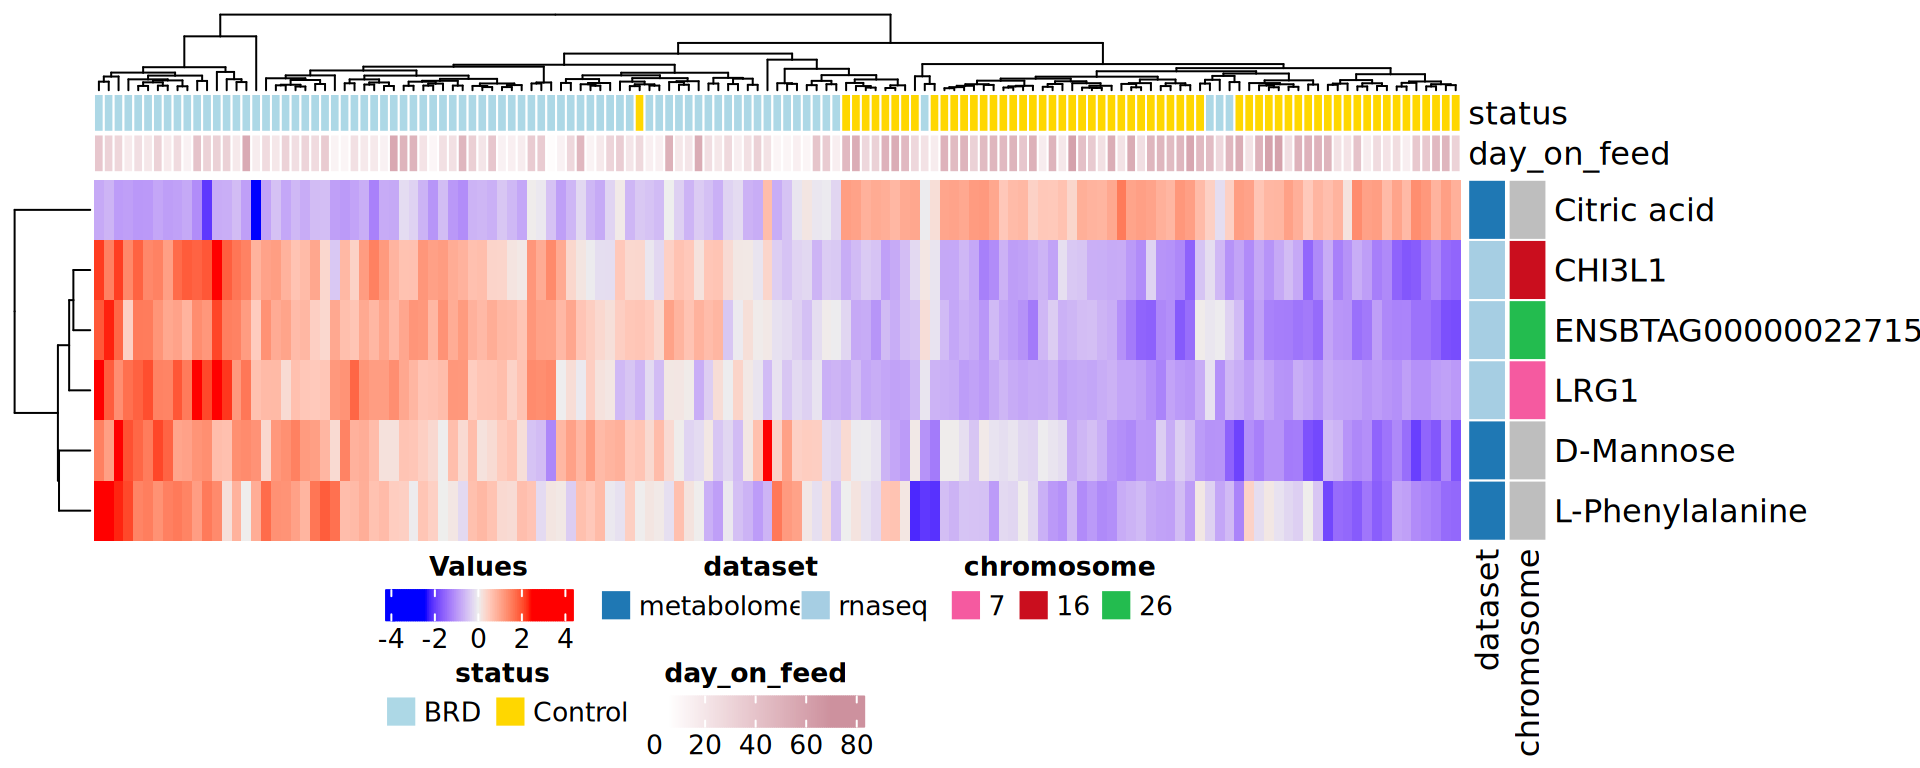 status
day_on_feed
Citric acid
CHI3L1
ENSBTAG00000022715
LRG1
D-Mannose
L-Phenylalanine
dataset
chromosome
Values
-4 -2 0 2 4
dataset
metabolome rnaseq
chromosome
7 16 26
status
BRD Control
day_on_feed
0 20 40 60 80